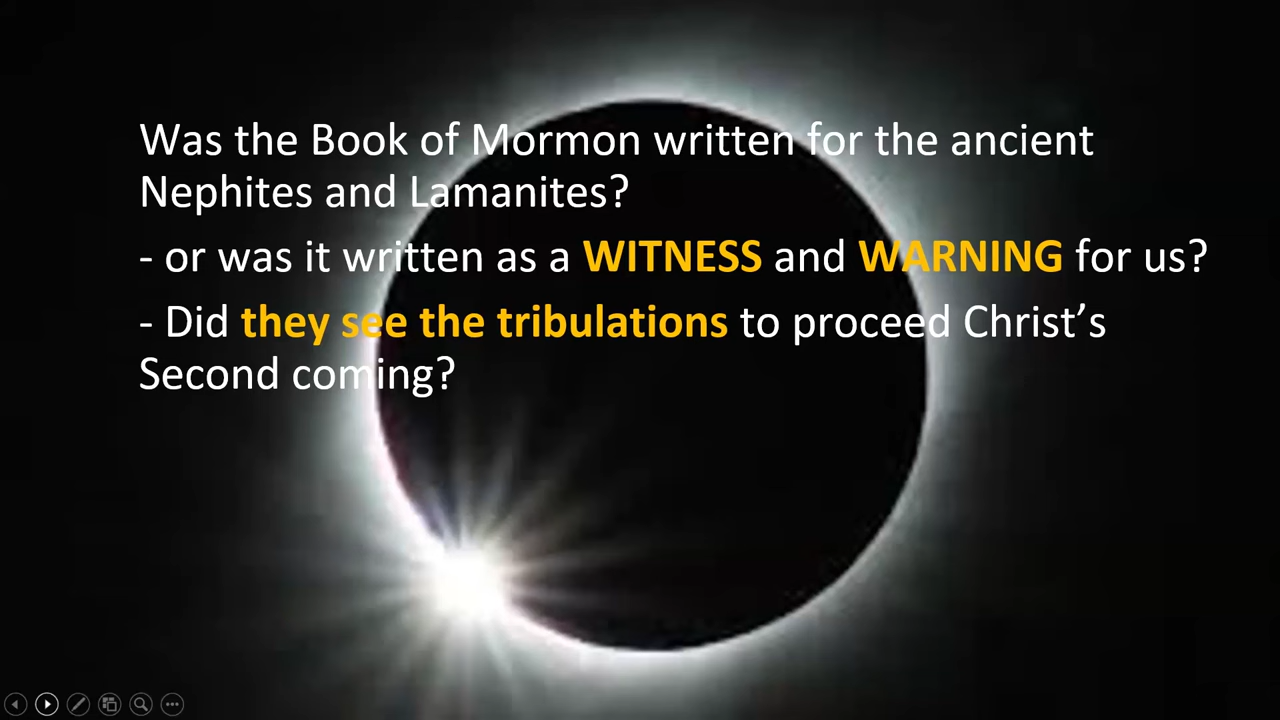 Was the Book of Mormon written for the ancient
Nephites and Lamanites?
- or was it written as a WITNESS and WARNING for us?
- Did they see the tribulations to proceed Christ’s
Second coming?